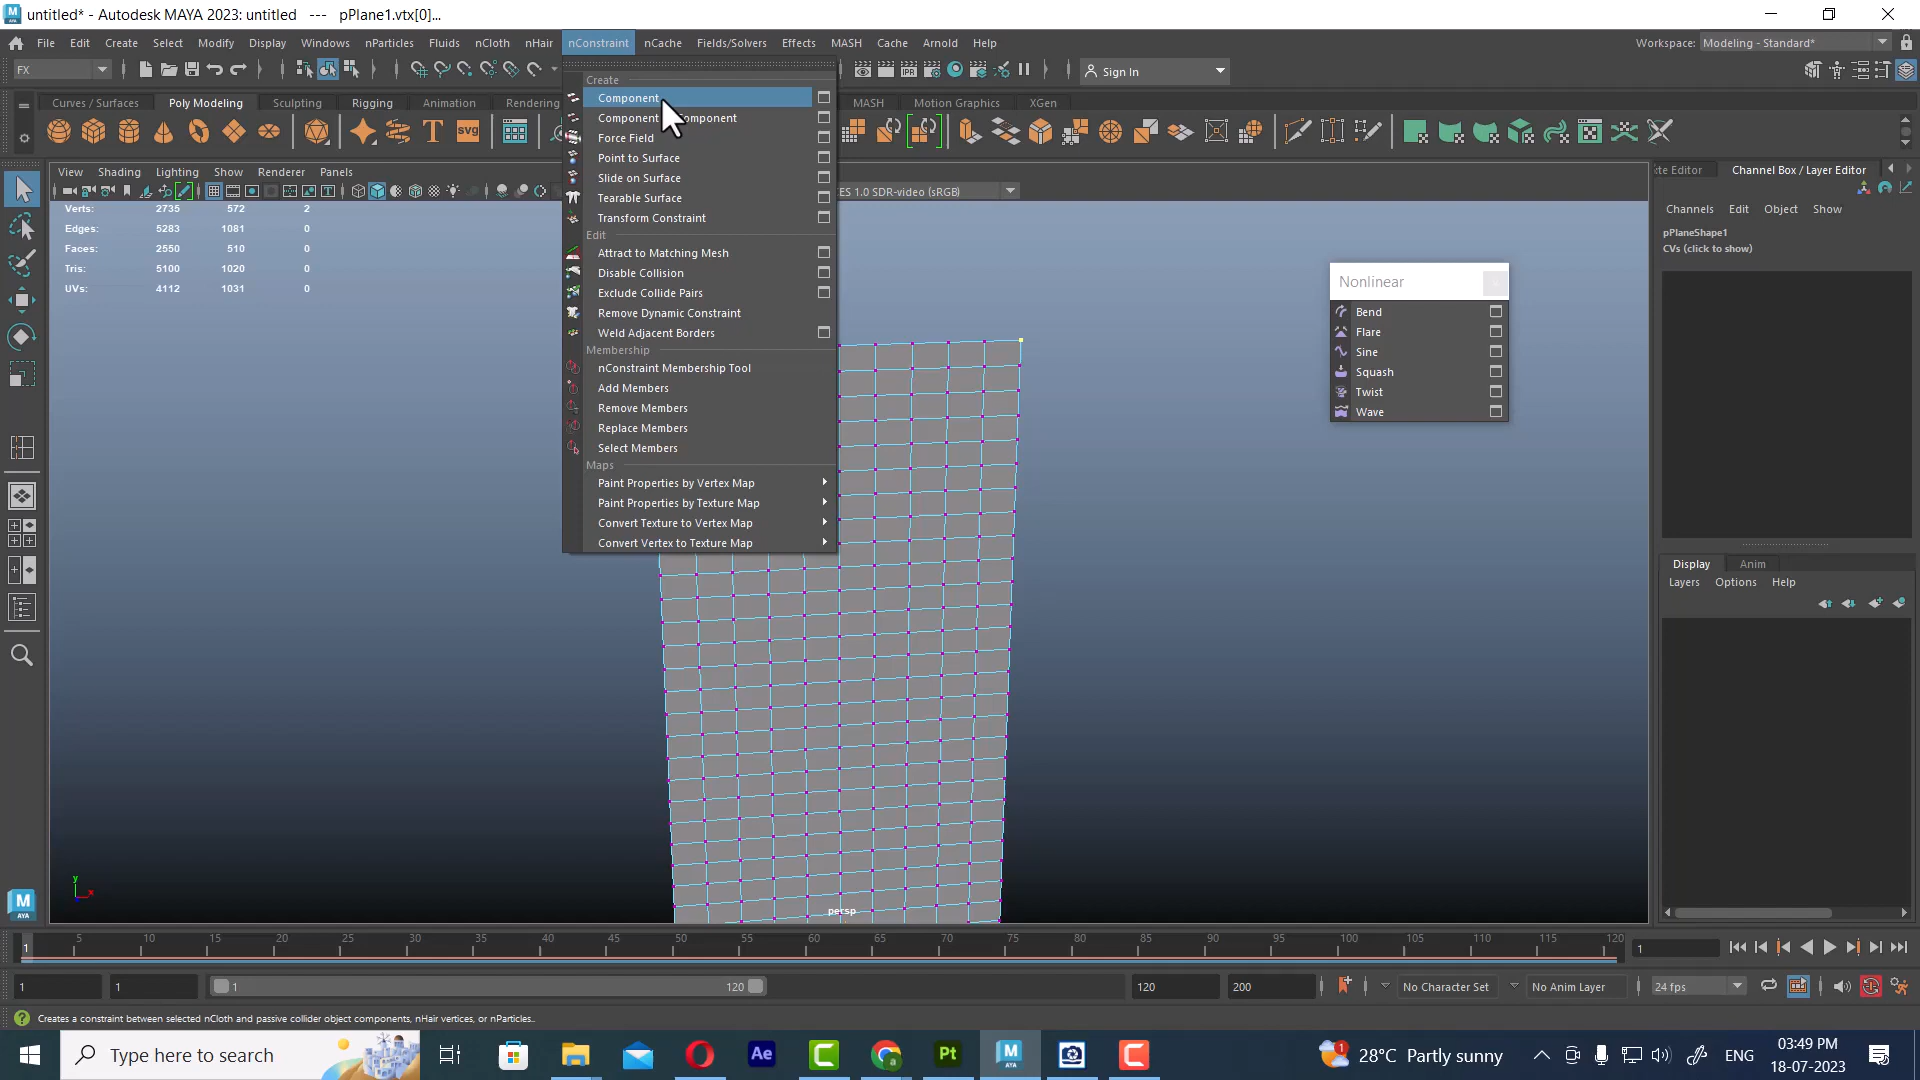 untitled* - Autodesk MAYA 2023: untitled --- pPlane1.vtx[0]...
File Edit Create Select Modify Display Windows nParticles Fluids nCloth nHair nConstraint nCache Fields/Solvers Effects MASH Cache Arnold Help
Workspace: Modeling - Standard*
FX
Sign In
Curves / Surfaces Poly Modeling Sculpting Rigging Animation Rendering MASH Motion Graphics XGen
SVG
IPR
Create
Component
Component Component
Force Field
Point to Surface
Slide on Surface
Tearable Surface
Transform Constraint
Edit
Attract to Matching Mesh
Disable Collision
Exclude Collide Pairs
Remove Dynamic Constraint
Weld Adjacent Borders
Membership
nConstraint Membership Tool
Add Members
Remove Members
Replace Members
Select Members
Maps
Paint Properties by Vertex Map
Paint Properties by Texture Map
Convert Texture to Vertex Map
Convert Vertex to Texture Map
View Shading Lighting Show Renderer Panels
ES 1.0 SDR-video (sRGB)
Verts: 2735 572 2
Edges: 5283 1081 0
Faces: 2550 510 0
Tris: 5100 1020 0
UVs: 4112 1031 0
Nonlinear
Bend
Flare
Sine
Squash
Twist
Wave
Channel Box / Layer Editor
Channels Edit Object Show
pPlaneShape1
CVs (click to show)
Display Anim
Layers Options Help
y
x
persp
M
AYA
1 5 10 15 20 25 30 35 40 45 50 55 60 65 70 75 80 85 90 95 100 105 110 115 120
1
1 1 1 120 120 200 No Character Set No Anim Layer 24 fps
Creates a constraint between selected nCloth and passive collider object components, nHair vertices, or nParticles..
Type here to search
Ae
Pt
M
AYA
28°C Partly sunny
ENG
03:49 PM
18-07-2023